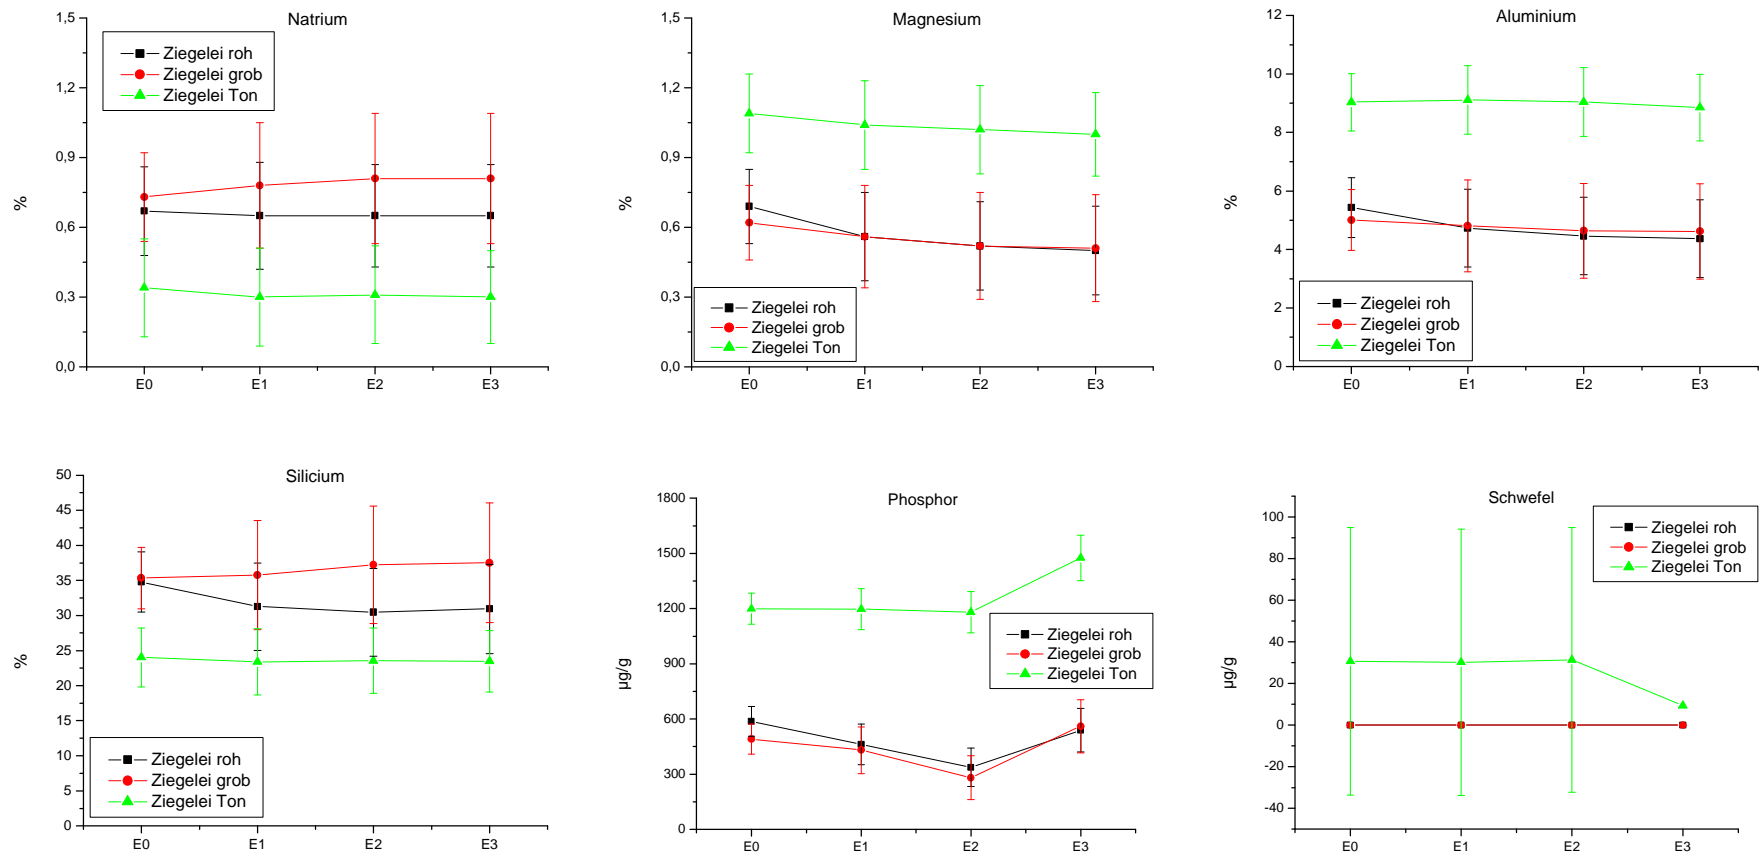 Natrium
1,5
1,2
0,9
0,6
0,3
0,0
%
Ziegelei roh
Ziegelei grob
Ziegelei Ton
E0 E1 E2 E3
Magnesium
1,5
1,2
0,9
0,6
0,3
0,0
%
Ziegelei roh
Ziegelei grob
Ziegelei Ton
E0 E1 E2 E3
Aluminium
12
10
8
6
4
2
0
%
Ziegelei roh
Ziegelei grob
Ziegelei Ton
E0 E1 E2 E3
Silicium
50
45
40
35
30
25
20
15
10
5
0
%
Ziegelei roh
Ziegelei grob
Ziegelei Ton
E0 E1 E2 E3
Phosphor
1800
1500
1200
900
600
300
0
µg/g
Ziegelei roh
Ziegelei grob
Ziegelei Ton
E0 E1 E2 E3
Schwefel
100
80
60
40
20
0
-20
-40
µg/g
Ziegelei roh
Ziegelei grob
Ziegelei Ton
E0 E1 E2 E3